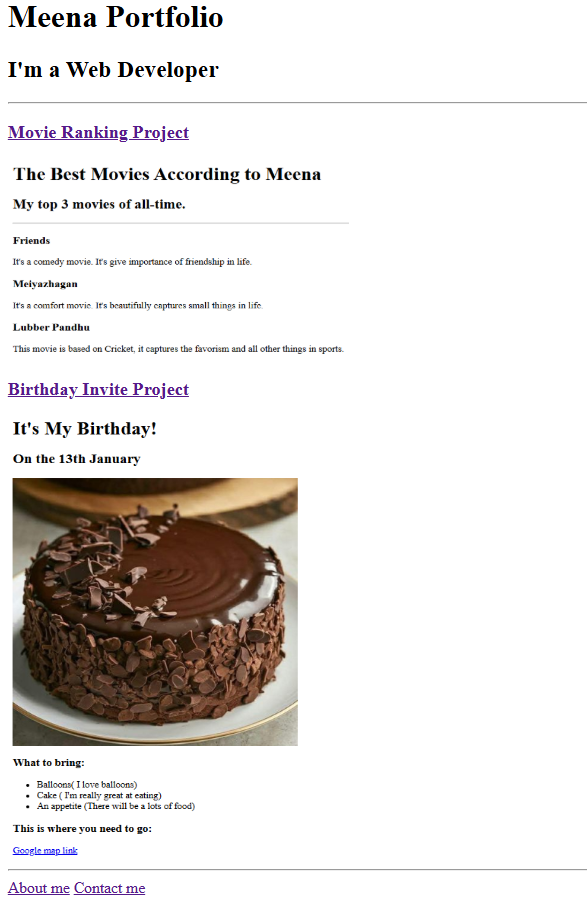 Meena Portfolio
I'm a Web Developer
Movie Ranking Project
The Best Movies According to Meena
My top 3 movies of all-time.
Friends
It's a comedy movie. It's give importance of friendship in life.
Meiyazhagan
It's a comfort movie. It's beautifully captures small things in life.
Lubber Pandhu
This movie is based on Cricket, it captures the favorism and all other things in sports.
Birthday Invite Project
It's My Birthday!
On the 13th January
What to bring:
Balloons( I love balloons)
Cake ( I'm really great at eating)
An appetite (There will be a lots of food)
This is where you need to go:
Google map link
About me Contact me